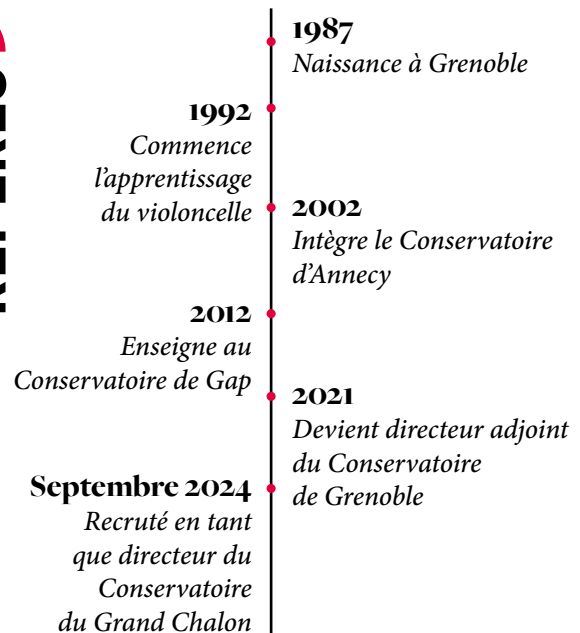 1987
Naissance à Grenoble
1992
Commence
l’apprentissage
du violoncelle
2002
Intègre le Conservatoire
d’Annecy
2012
Enseigne au
Conservatoire de Gap
2021
Devient directeur adjoint
du Conservatoire
de Grenoble
Septembre 2024
Recruté en tant
que directeur du
Conservatoire
du Grand Chalon